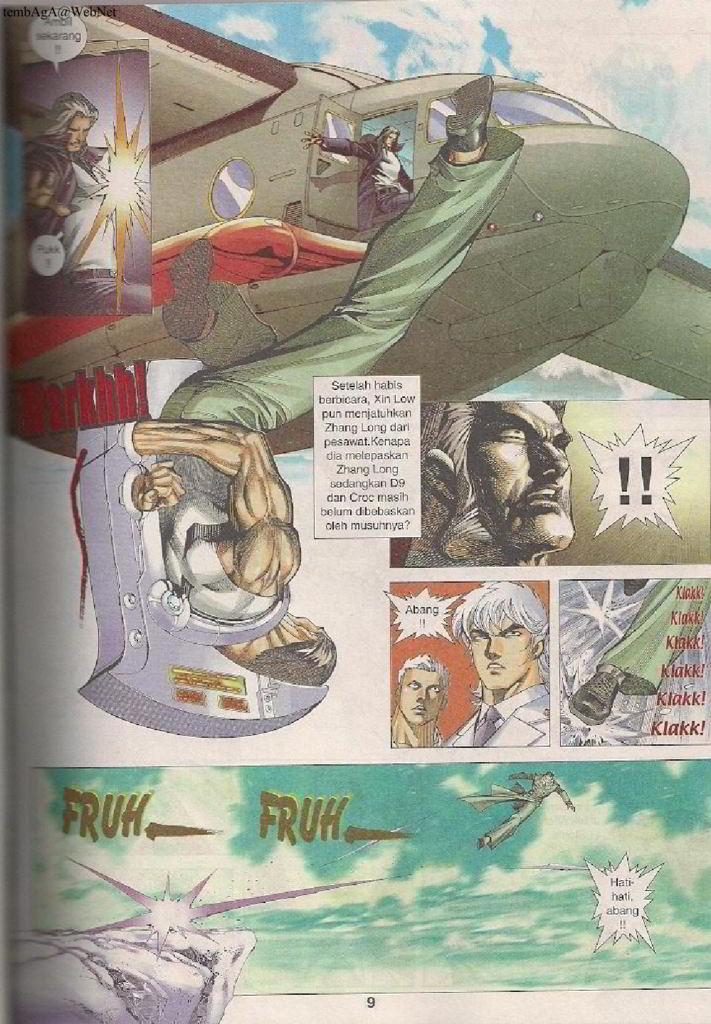 tembAgA@WebNet
Ambil
sekarang
!!
Pukk
!!
Warkhh!
Setelah habis
berbicara, Xin Low
pun menjatuhkan
Zhang Long dari
pesawat.Kenapa
dia melepaskan
Zhang Long
sedangkan D9
dan Croc masih
belum dibebaskan
oleh musuhnya?
!!
Abang
!!
Klakk!
Klakk!
Klakk!
Klakk!
Klakk!
Klakk!
FRUH
FRUH
Hati-
hati,
abang
!!
9